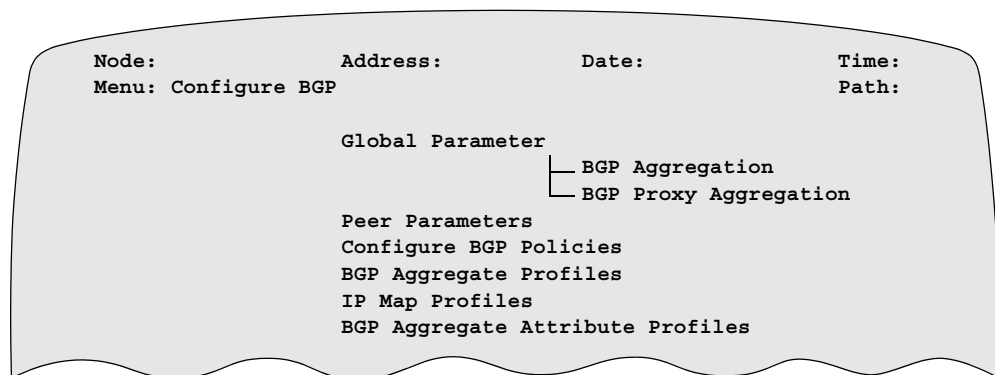 Node: Address: Date: Time:
Menu: Configure BGP Path:
Global Parameter
BGP Aggregation
BGP Proxy Aggregation
Peer Parameters
Configure BGP Policies
BGP Aggregate Profiles
IP Map Profiles
BGP Aggregate Attribute Profiles